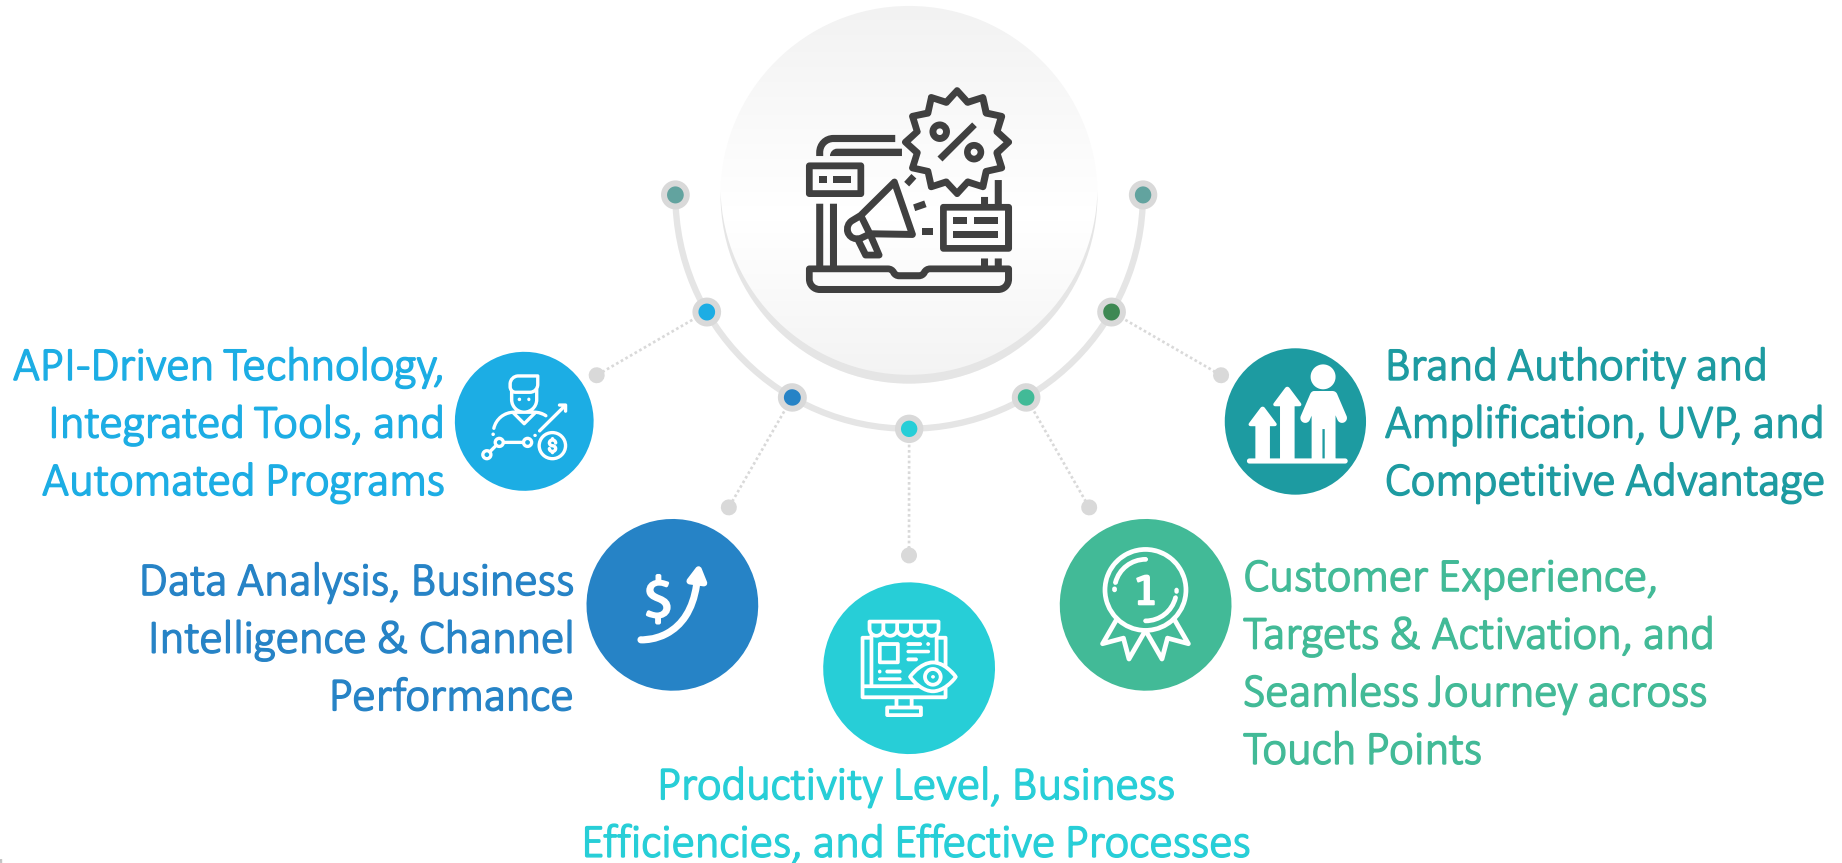 API-Driven Technology,
Integrated Tools, and
Automated Programs
Data Analysis, Business
Intelligence & Channel
Performance
Productivity Level, Business
Efficiencies, and Effective Processes
Customer Experience,
Targets & Activation, and
Seamless Journey across
Touch Points
Brand Authority and
Amplification, UVP, and
Competitive Advantage
%
$
$
1